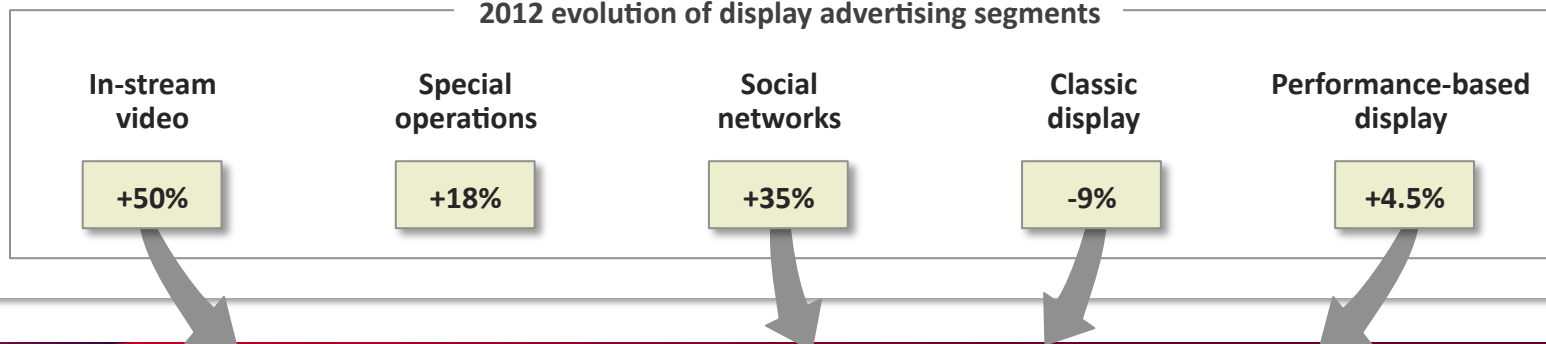 2012 evolution of display advertising segments
In-stream
video
Special
operations
Social
networks
Classic
display
Performance-based
display
+50%
+18%
+35%
-9%
+4.5%